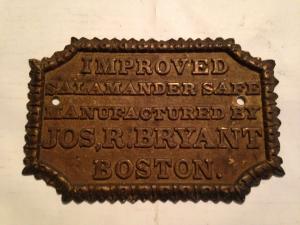 IMPROVED
SALAMANDER SAFE
MANUFACTURED BY
JOS, R. BRYANT
BOSTON.